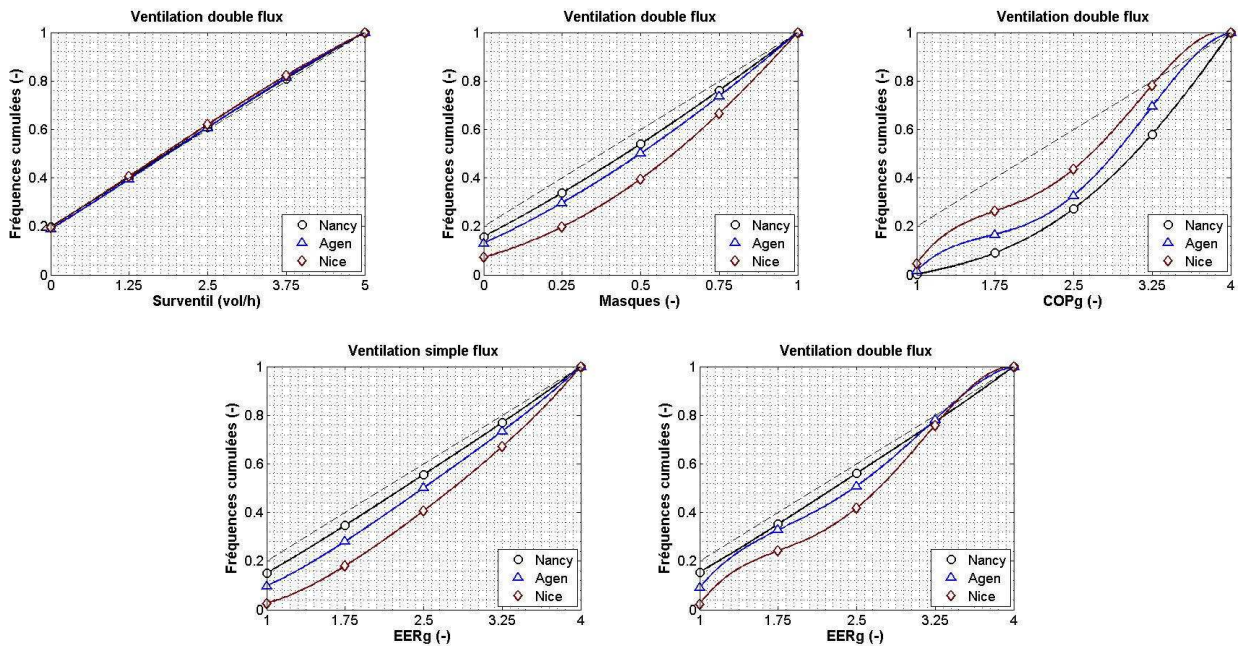 Ventilation double flux
Fréquences cumulées (-)
1
0.8
0.6
0.4
0.2
0
0 1.25 2.5 3.75 5
Surventil (vol/h)
Nancy
Agen
Nice
Ventilation double flux
Fréquences cumulées (-)
1
0.8
0.6
0.4
0.2
0
0 0.25 0.5 0.75 1
Masques (-)
Nancy
Agen
Nice
Ventilation double flux
Fréquences cumulées (-)
1
0.8
0.6
0.4
0.2
0
1 1.75 2.5 3.25 4
COPg (-)
Nancy
Agen
Nice
Ventilation simple flux
Fréquences cumulées (-)
1
0.8
0.6
0.4
0.2
0
1 1.75 2.5 3.25 4
EERg (-)
Nancy
Agen
Nice
Ventilation double flux
Fréquences cumulées (-)
1
0.8
0.6
0.4
0.2
0
1 1.75 2.5 3.25 4
EERg (-)
Nancy
Agen
Nice